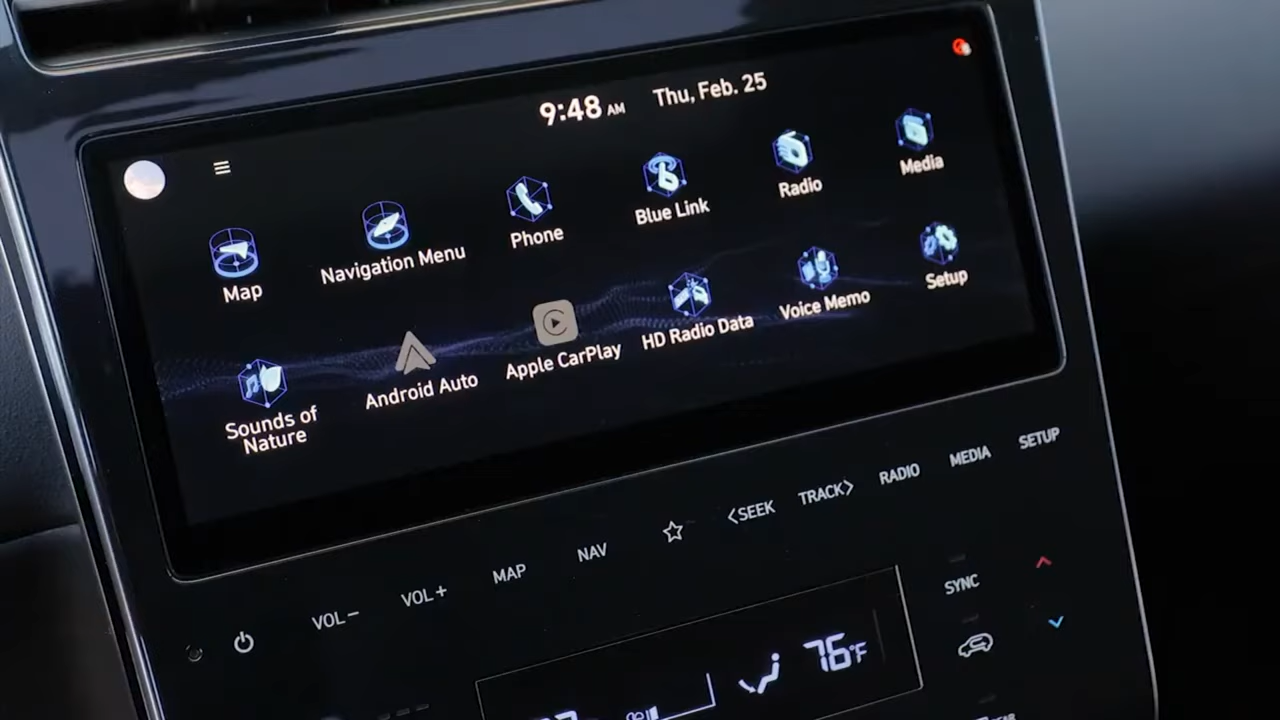 9:48 AM Thu, Feb. 25
Map
Navigation Menu
Phone
Blue Link
Radio
Media
Sounds of
Nature
Android Auto
Apple CarPlay
HD Radio Data
Voice Memo
Setup
VOL−
VOL+
MAP
NAV
<SEEK
TRACK>
RADIO
MEDIA
SETUP
SYNC
76°F